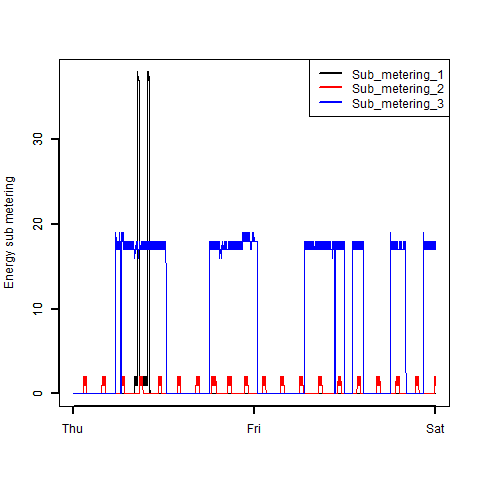 Sub_metering_1
Sub_metering_2
Sub_metering_3
Energy sub metering
30
20
10
0
Thu Fri Sat